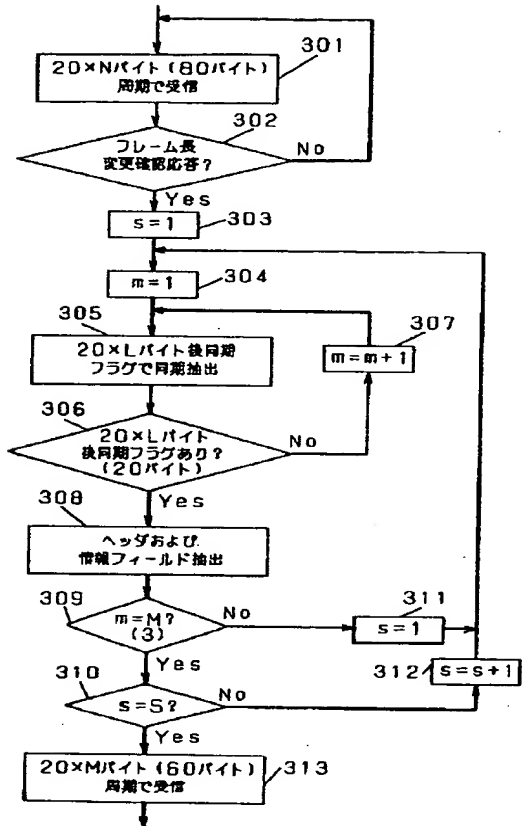 301
20×Nバイト(80バイト)
周期で受信
302
フレーム長
変更確認応答?
No
Yes
s=1
303
m=1
304
305
20×Lバイト後同期
フラグで同期抽出
307
m=m+1
306
20×Lバイト
後同期フラグあり?
(20バイト)
No
Yes
308
ヘッダおよび
情報フィールド抽出
309
m=M?
(3)
No
311
s=1
Yes
310
s=S?
No
312
s=s+1
Yes
20×Mバイト(60バイト)
周期で受信
313